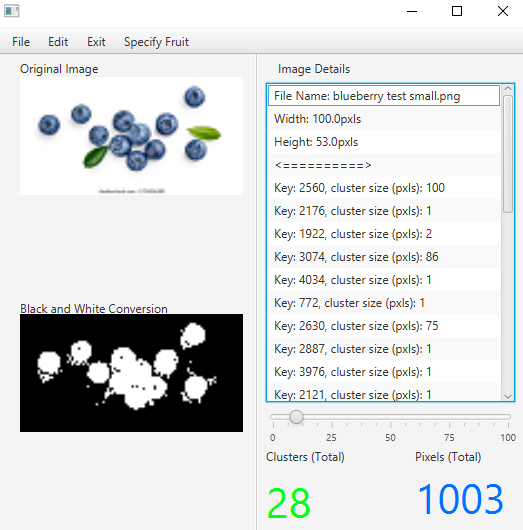 File Edit Exit Specify Fruit
Original Image
Image Details
File Name: blueberry test small.png
Width: 100.0pxls
Height: 53.0pxls
<==========>
Key: 2560, cluster size (pxls): 100
Key: 2176, cluster size (pxls): 1
Key: 1922, cluster size (pxls): 2
Key: 3074, cluster size (pxls): 86
Key: 4034, cluster size (pxls): 1
Key: 772, cluster size (pxls): 1
Key: 2630, cluster size (pxls): 75
Key: 2887, cluster size (pxls): 1
Key: 3976, cluster size (pxls): 1
Key: 2121, cluster size (pxls): 1
Black and White Conversion
0 25 50 75 100
Clusters (Total) Pixels (Total)
28 1003